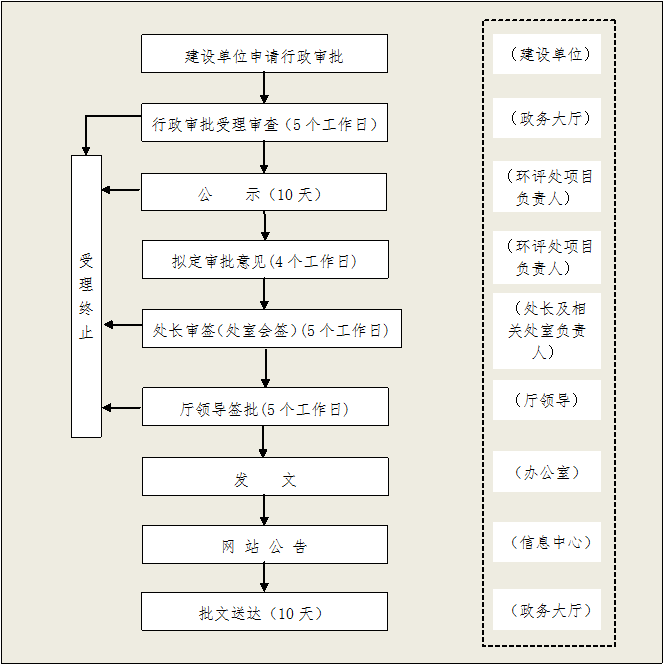 建设单位申请行政审批
（建设单位）
行政审批受理审查（5个工作日）
（政务大厅）
公 示（10天）
（环评处项目
负责人）
受
理
终
止
拟定审批意见(4个工作日)
（环评处项目
负责人）
处长审签(处室会签)(5个工作日)
（处长及相
关处室负责
人）
厅领导签批(5个工作日)
（厅领导）
发 文
（办公室）
网 站 公 告
（信息中心）
批文送达（10天）
（政务大厅）